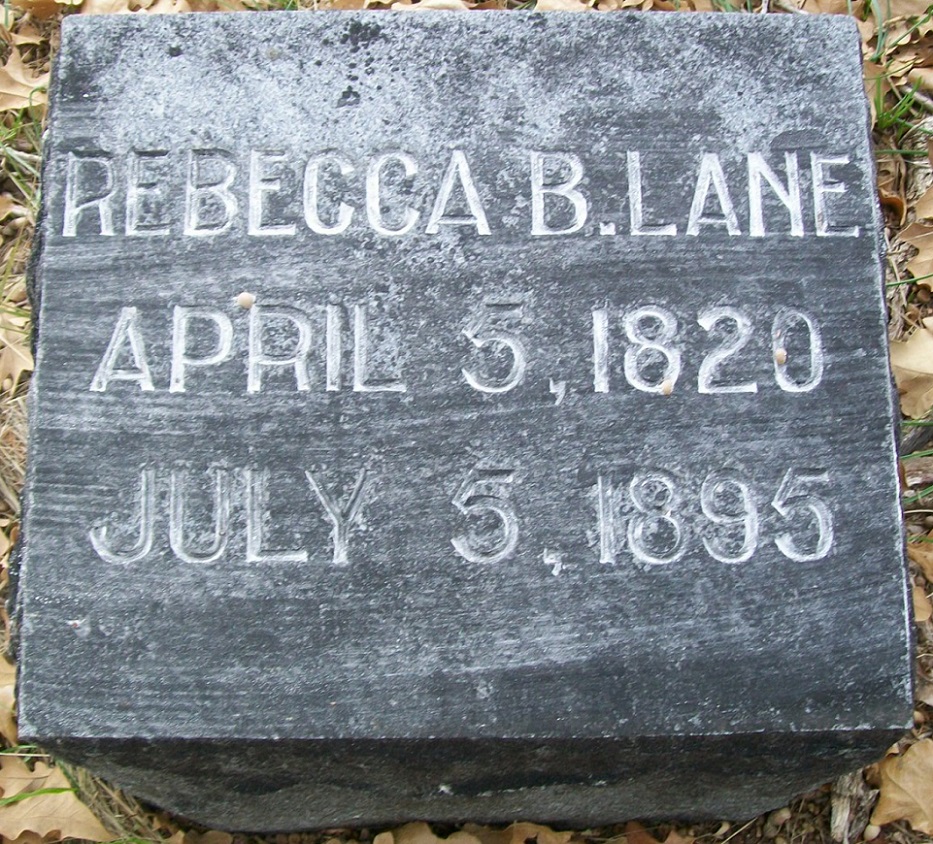 REBECCA B. LANE
APRIL 5, 1820
JULY 5, 1895